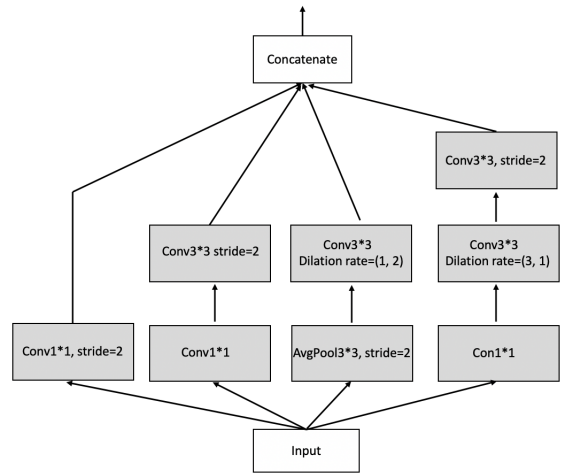 Concatenate
Conv3*3, stride=2
Conv3*3 stride=2
Conv3*3
Dilation rate=(1, 2)
Conv3*3
Dilation rate=(3, 1)
Conv1*1, stride=2
Conv1*1
AvgPool3*3, stride=2
Con1*1
Input